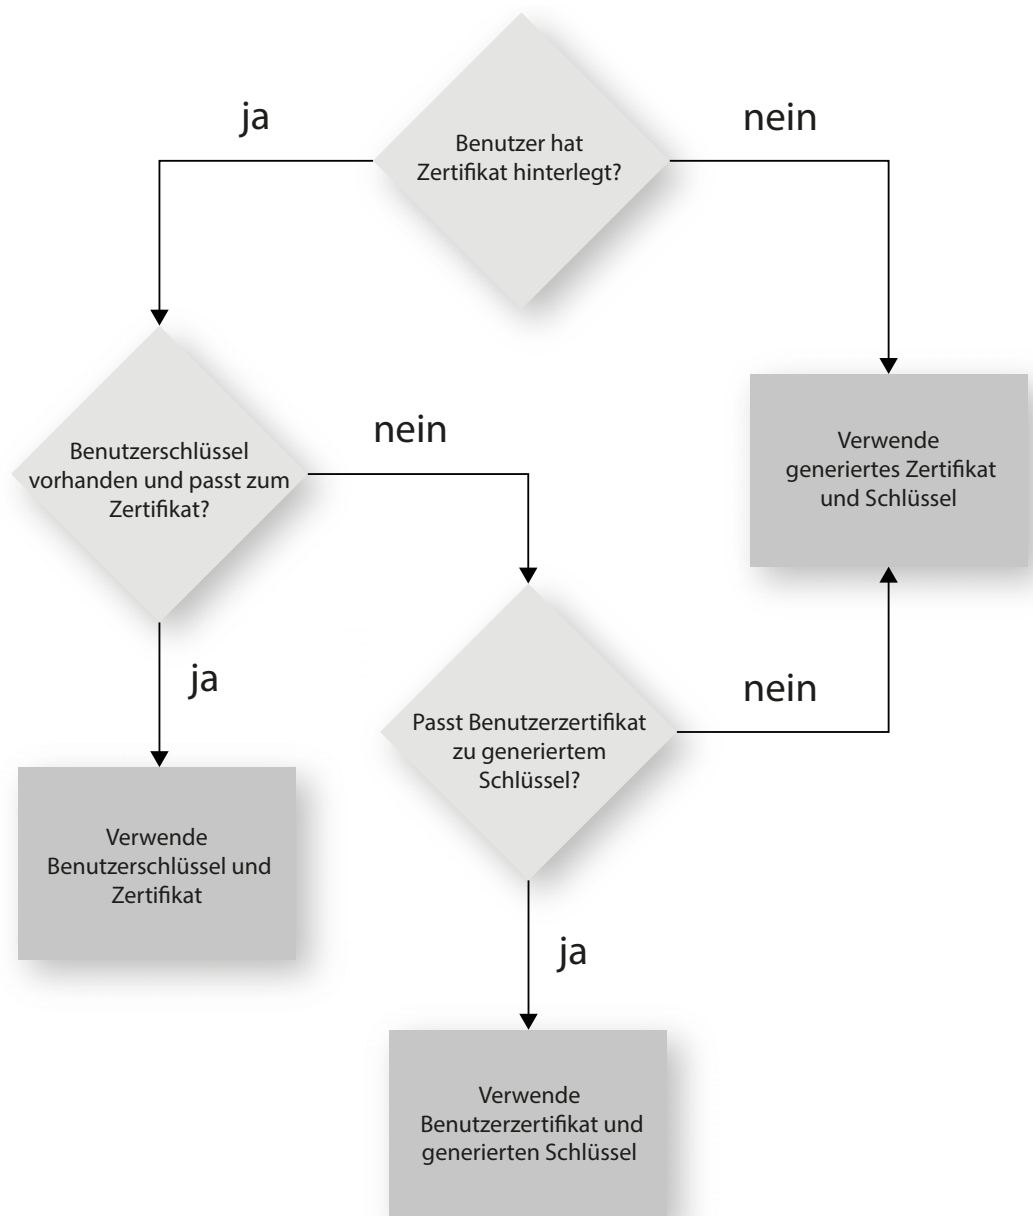 ja
nein
Benutzer hat
Zertifikat hinterlegt?
nein
Benutzerschlüssel
vorhanden und passt zum
Zertifikat?
Verwende
generiertes Zertifikat
und Schlüssel
ja
nein
Passt Benutzerzertifikat
zu generiertem
Schlüssel?
Verwende
Benutzerschlüssel und
Zertifikat
ja
Verwende
Benutzerzertifikat und
generierten Schlüssel